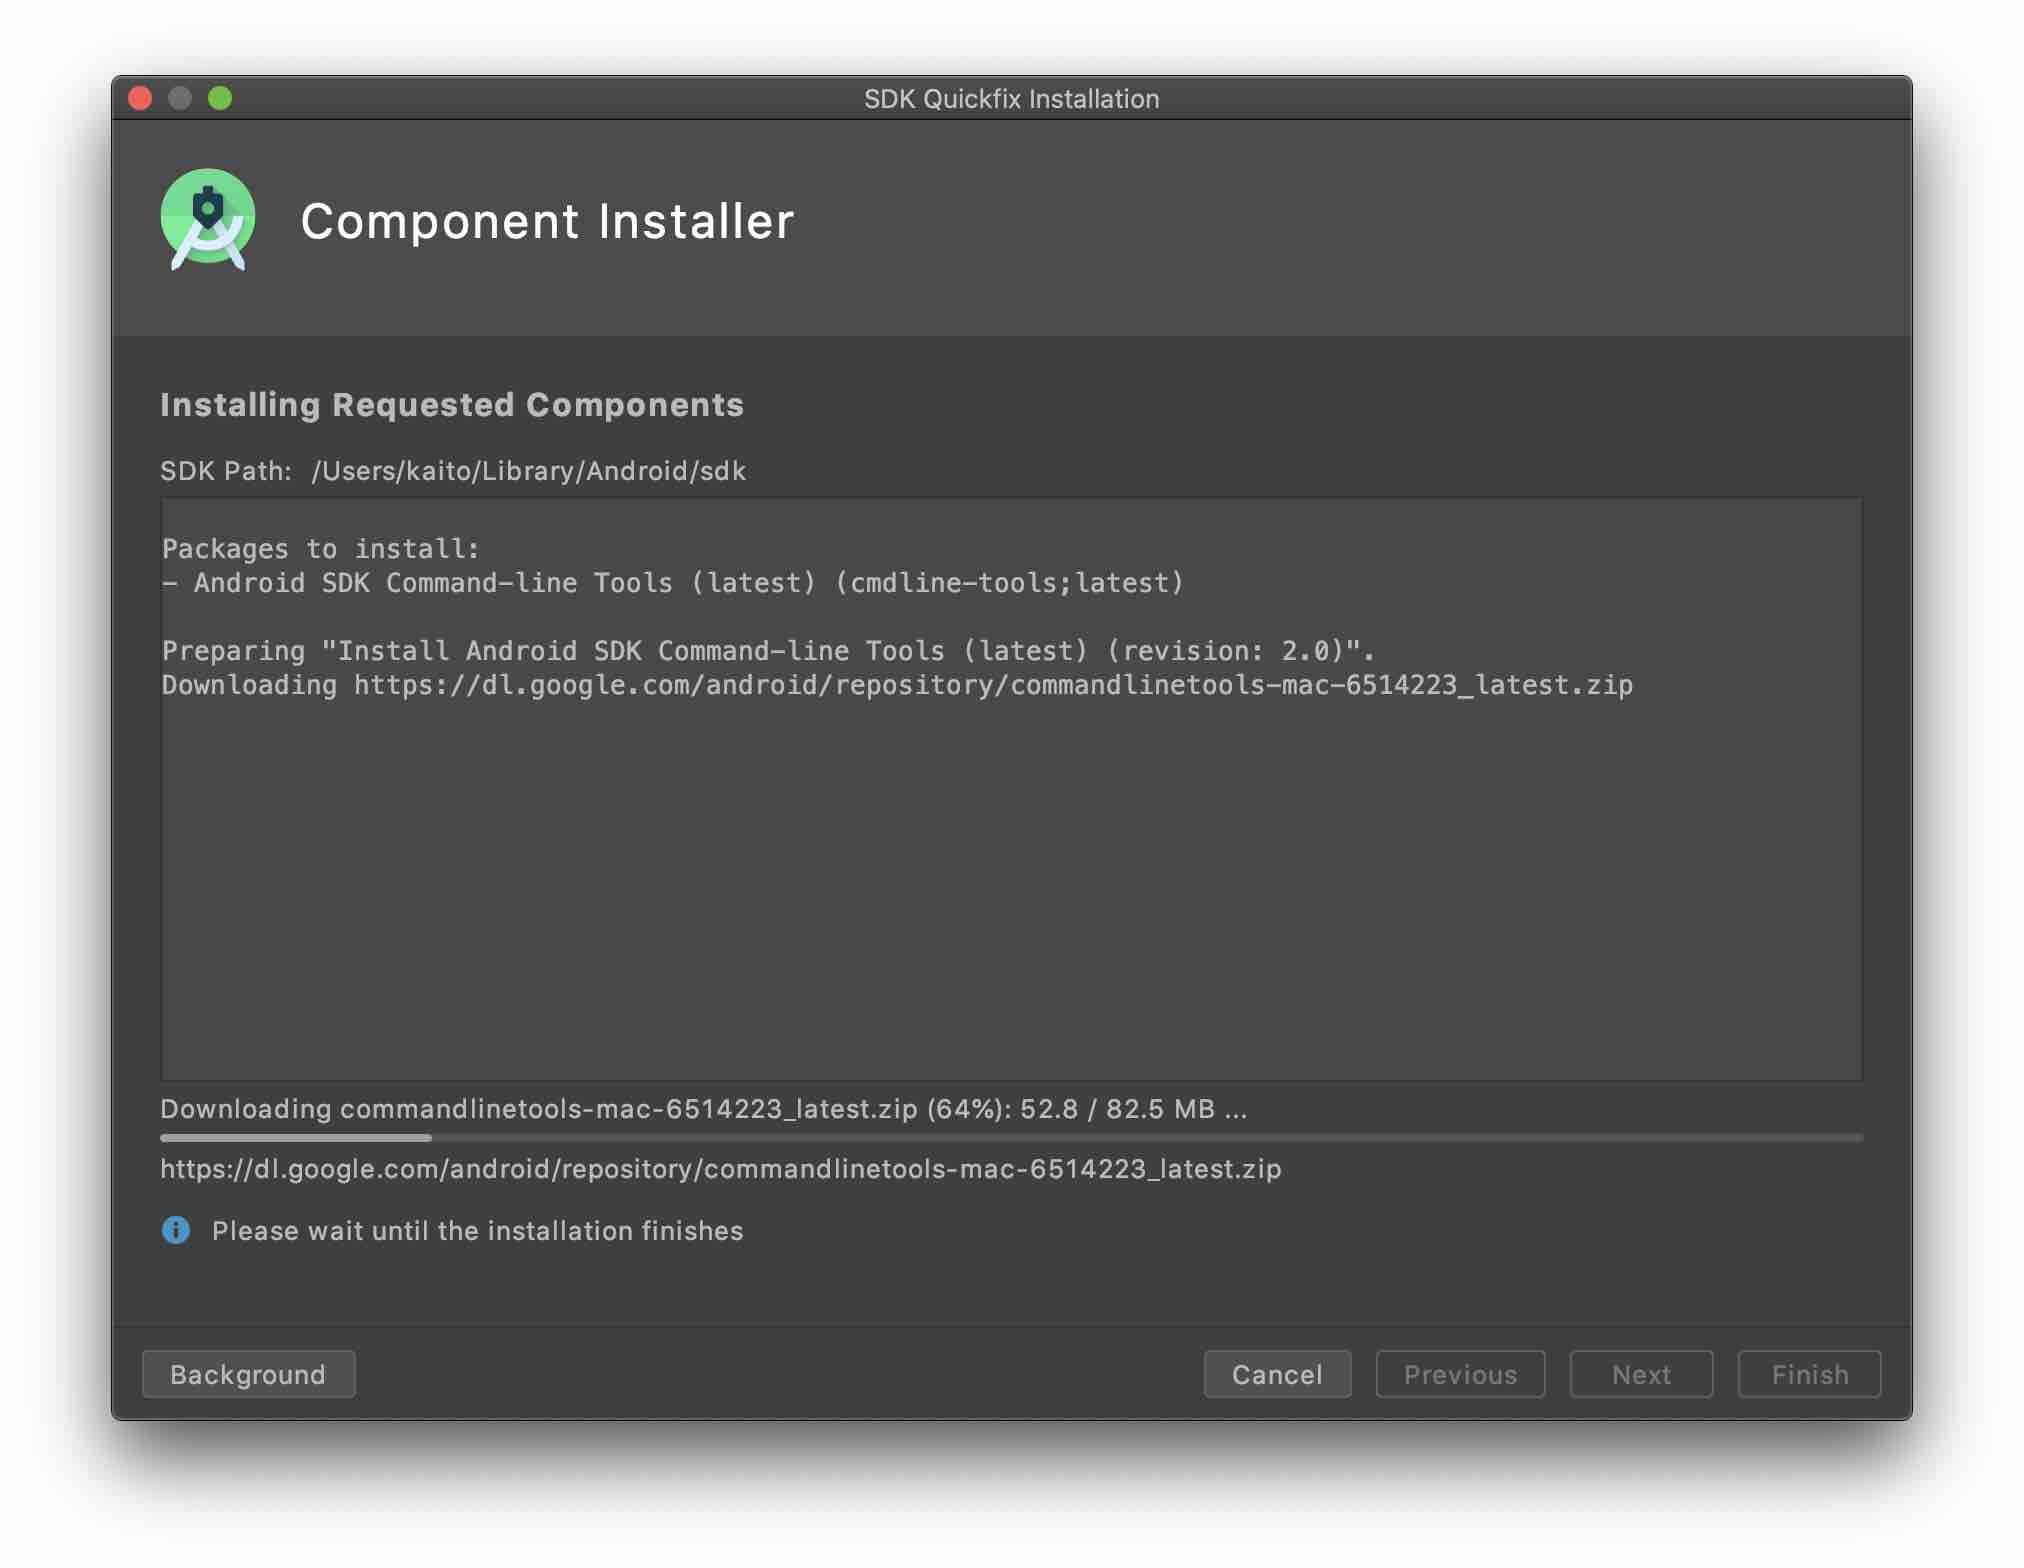 SDK Quickfix Installation
Component Installer
Installing Requested Components
SDK Path: /Users/kaito/Library/Android/sdk
Packages to install:
- Android SDK Command-line Tools (latest) (cmdline-tools;latest)
Preparing "Install Android SDK Command-line Tools (latest) (revision: 2.0)".
Downloading https://dl.google.com/android/repository/commandlinetools-mac-6514223_latest.zip
Downloading commandlinetools-mac-6514223_latest.zip (64%): 52.8 / 82.5 MB ...
https://dl.google.com/android/repository/commandlinetools-mac-6514223_latest.zip
Please wait until the installation finishes
Background Cancel Previous Next Finish